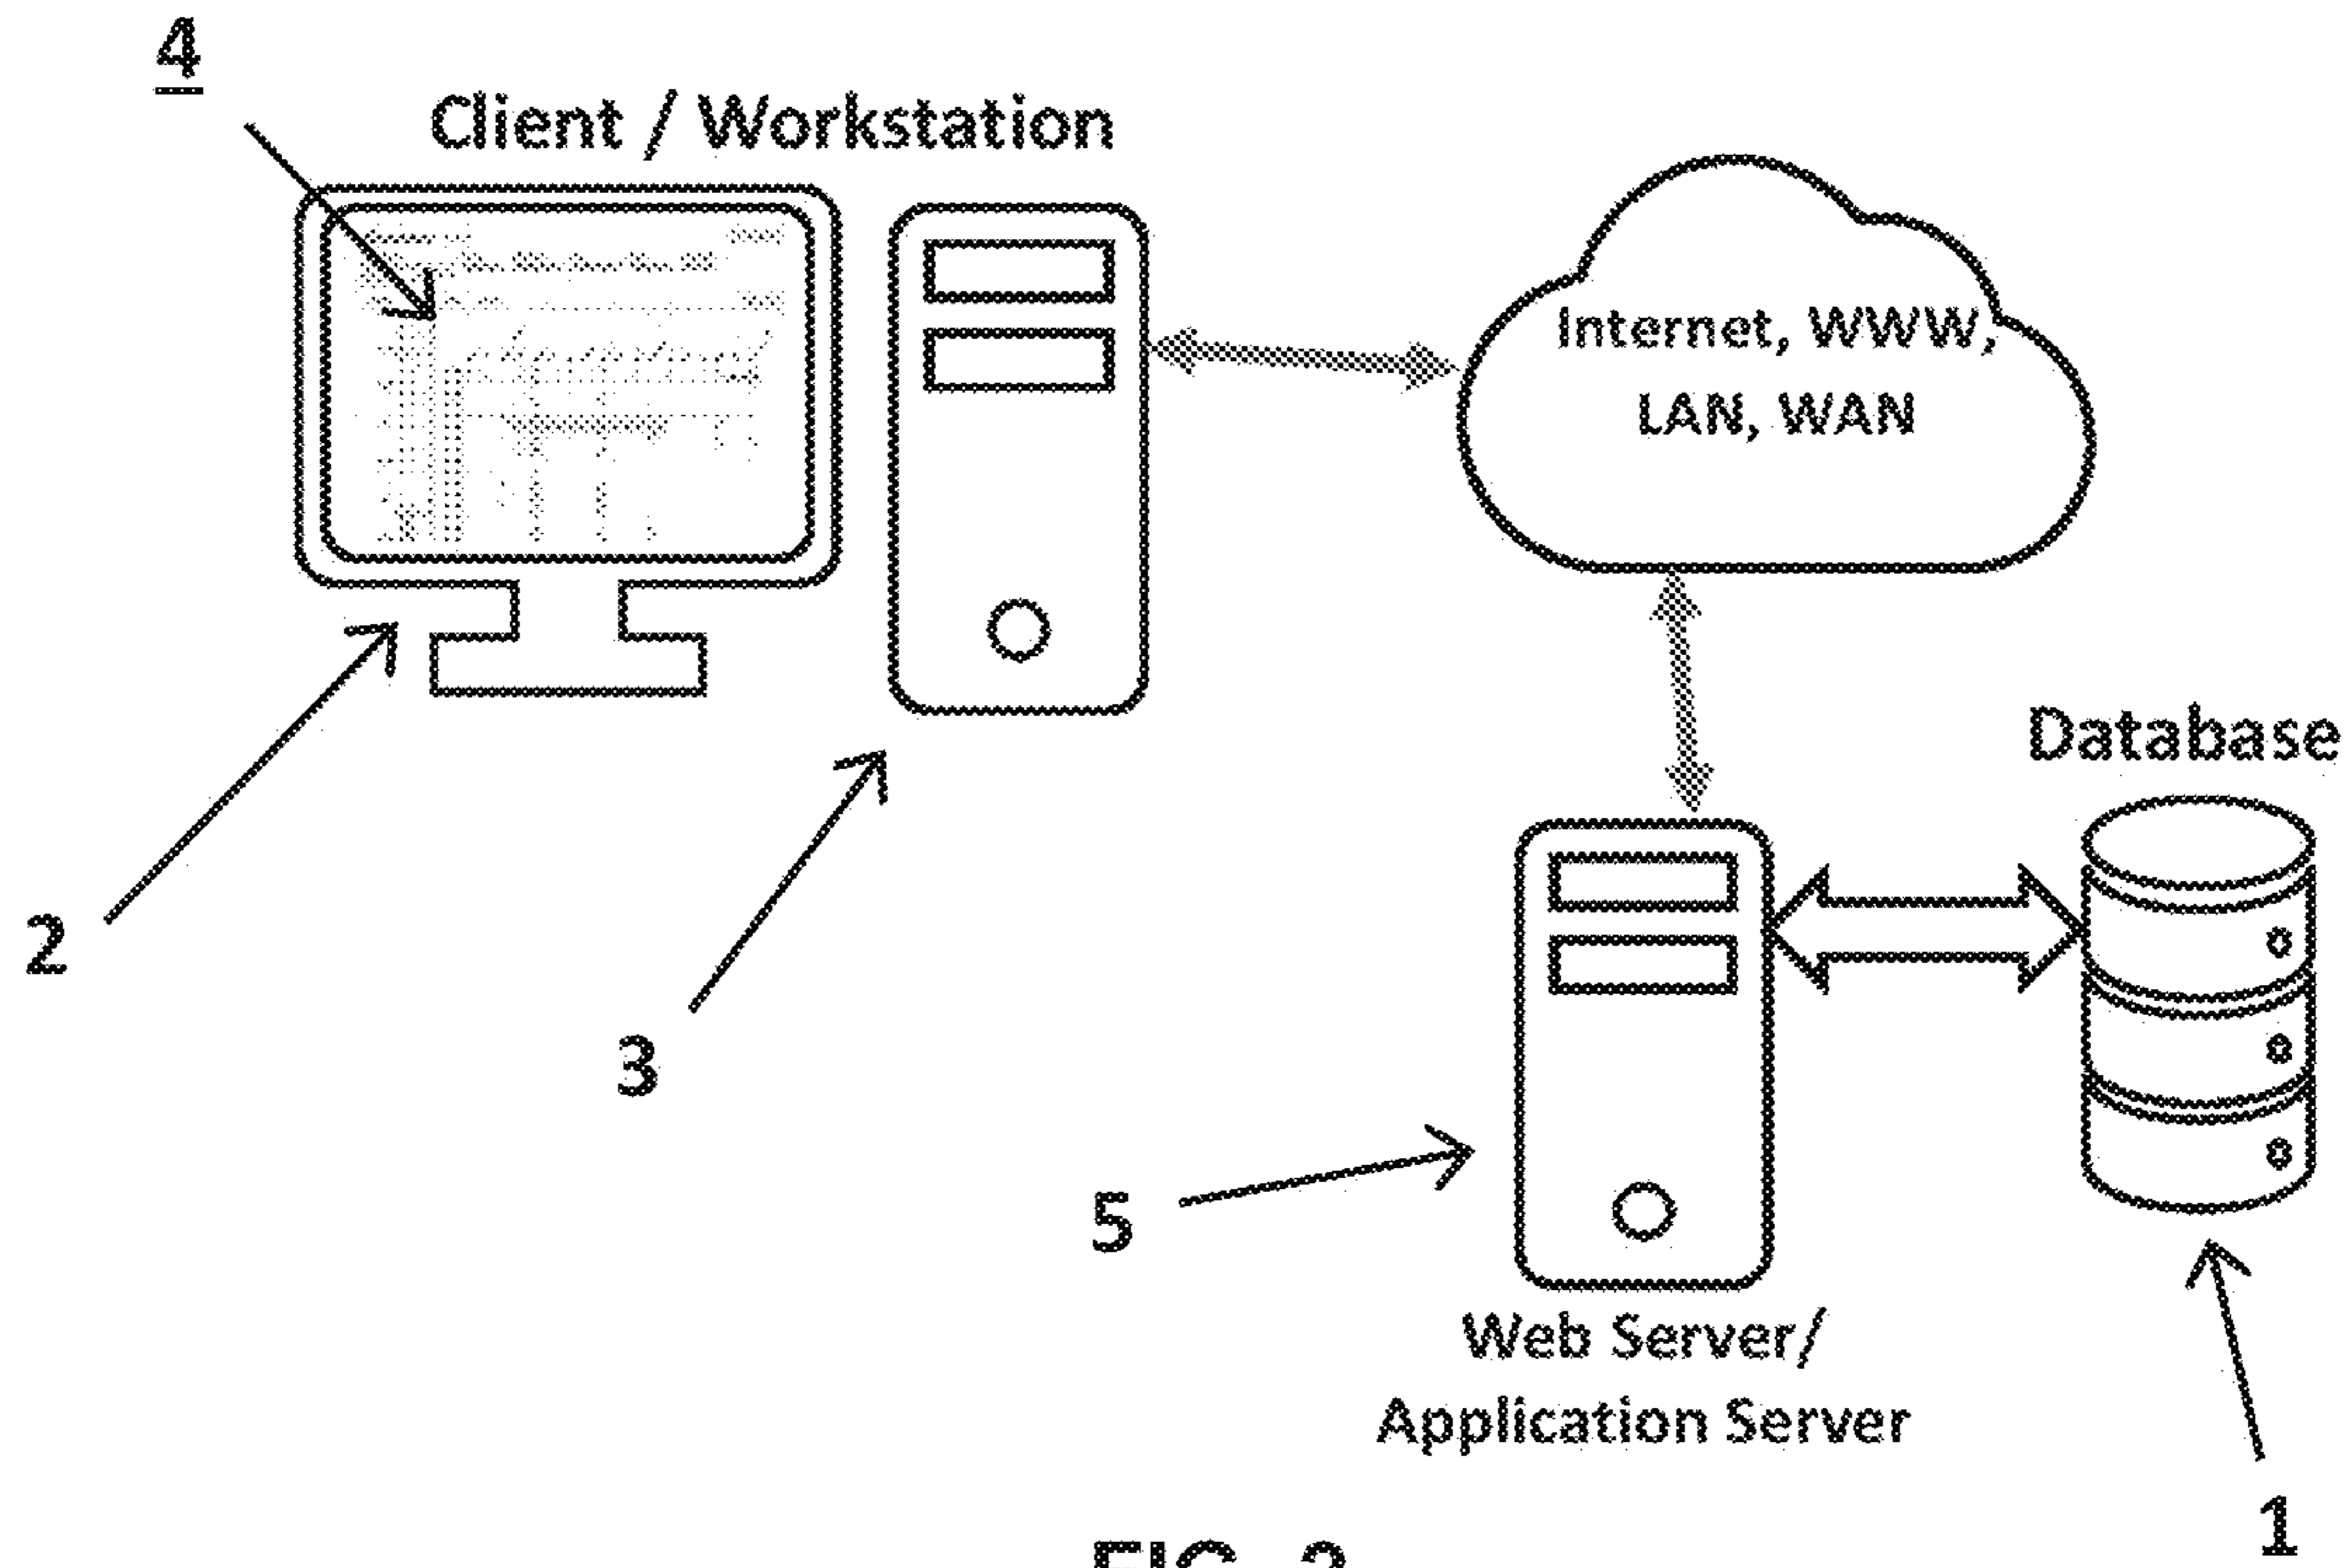 4
Client / Workstation
Internet, WWW,
LAN, WAN
Database
2
3
5
Web Server/
Application Server
1